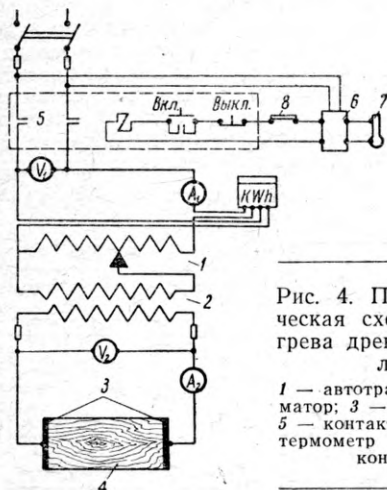 Вкл.
Выкл.
8
6
7
5
V₁
A₁
KWh
1
2
V₂
A₂
3
4
Рис. 4. П
ческая схе
грева древ
л
1 — автотра
матор; 3 —
5 — контак
термометр
кон